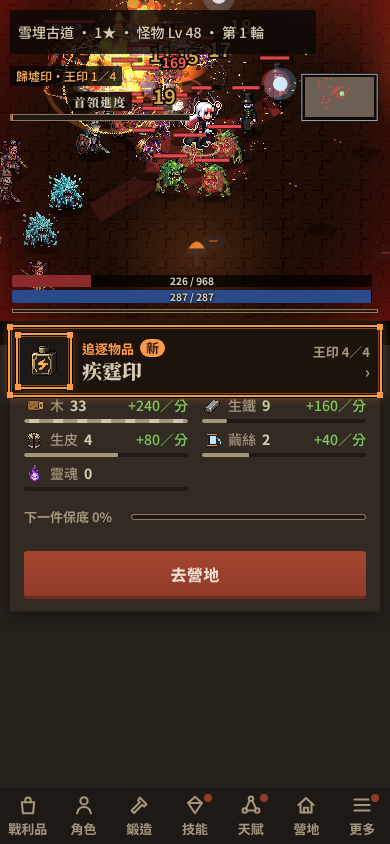 雪埋古道 · 1★ · 怪物 Lv 48 · 第 1 輪
歸墟印·王印 1／4
首領進度
169
17
19
226 / 968
287 / 287
追逐物品 新
疾霆印
王印 4／4
›
木 33 +240／分
生鐵 9 +160／分
生皮 4 +80／分
繭絲 2 +40／分
靈魂 0
下一件保底 0%
去營地
戰利品 角色 鍛造 技能 天賦 營地 更多